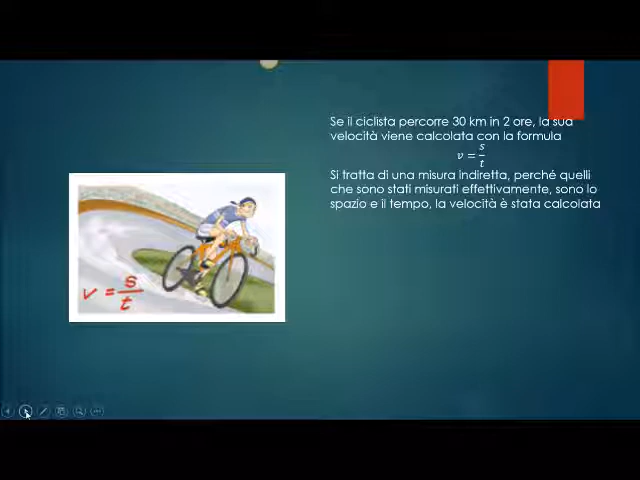 Se il ciclista percorre 30 km in 2 ore, la sua
velocità viene calcolata con la formula
v = s/t
Si tratta di una misura indiretta, perché quelli
che sono stati misurati effettivamente, sono lo
spazio e il tempo, la velocità è stata calcolata
v = s/t